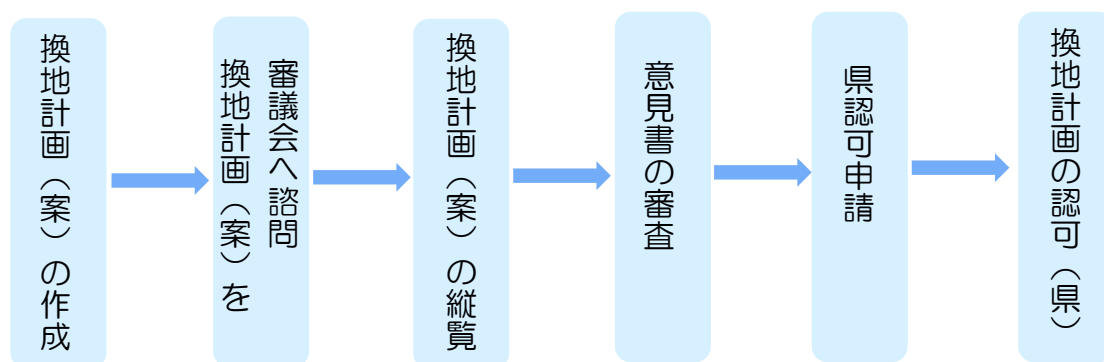 換地計画（案）の作成
審議会へ諮問
換地計画（案）を
換地計画（案）の縦覧
意見書の審査
県認可申請
換地計画の認可（県）